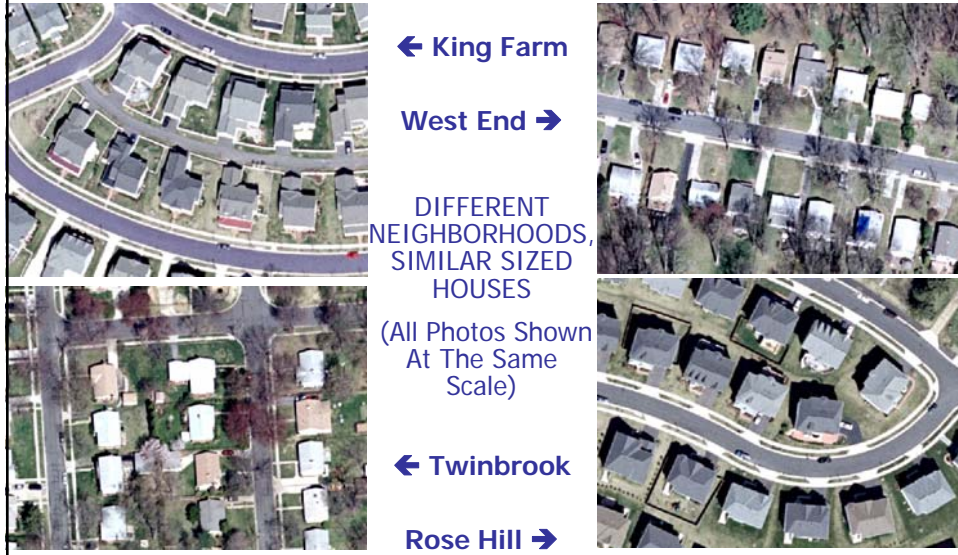 ← King Farm
West End →
DIFFERENT
NEIGHBORHOODS,
SIMILAR SIZED
HOUSES
(All Photos Shown
At The Same
Scale)
← Twinbrook
Rose Hill →